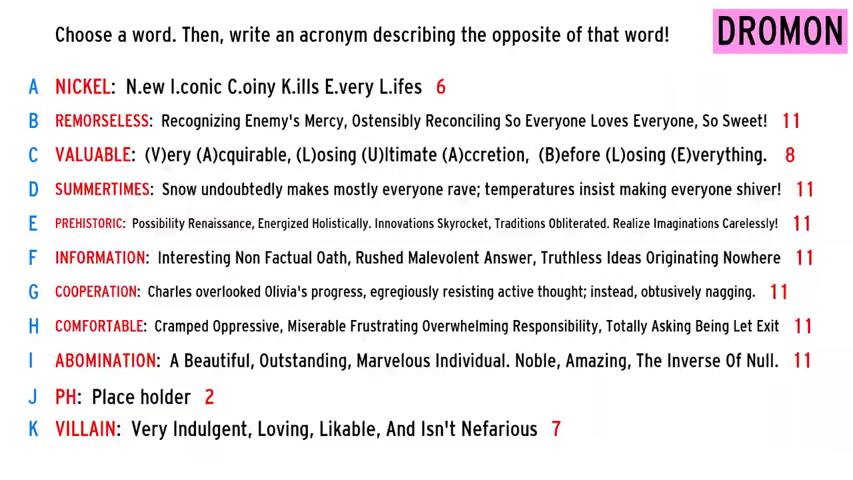 Choose a word. Then, write an acronym describing the opposite of that word!
DROMON
A NICKEL: N.ew I.conic C.oiny K.ills E.very L.ifes 6
B REMORSELESS: Recognizing Enemy's Mercy, Ostensibly Reconciling So Everyone Loves Everyone, So Sweet! 11
C VALUABLE: (V)ery (A)cquirable, (L)osing (U)ltimate (A)ccretion, (B)efore (L)osing (E)verything. 8
D SUMMERTIMES: Snow undoubtedly makes mostly everyone rave; temperatures insist making everyone shiver! 11
E PREHISTORIC: Possibility Renaissance, Energized Holistically. Innovations Skyrocket, Traditions Obliterated. Realize Imaginations Carelessly! 11
F INFORMATION: Interesting Non Factual Oath, Rushed Malevolent Answer, Truthless Ideas Originating Nowhere 11
G COOPERATION: Charles overlooked Olivia's progress, egregiously resisting active thought; instead, obtusively nagging. 11
H COMFORTABLE: Cramped Oppressive, Miserable Frustrating Overwhelming Responsibility, Totally Asking Being Let Exit 11
I ABOMINATION: A Beautiful, Outstanding, Marvelous Individual. Noble, Amazing, The Inverse Of Null. 11
J PH: Place holder 2
K VILLAIN: Very Indulgent, Loving, Likable, And Isn't Nefarious 7